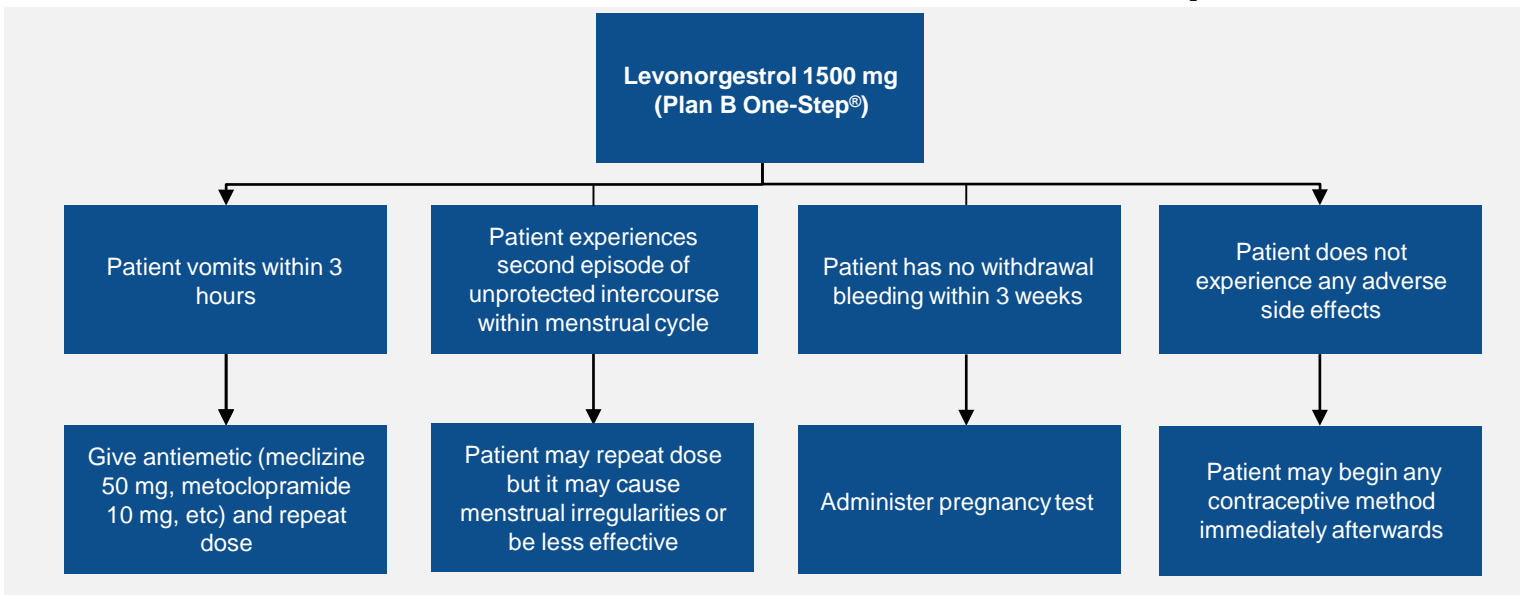 Levonorgestrol 1500 mg
(Plan B One-Step®)
Patient vomits within 3
hours
Patient experiences
second episode of
unprotected intercourse
within menstrual cycle
Patient has no withdrawal
bleeding within 3 weeks
Patient does not
experience any adverse
side effects
Give antiemetic (meclizine
50 mg, metoclopramide
10 mg, etc) and repeat
dose
Patient may repeat dose
but it may cause
menstrual irregularities or
be less effective
Administer pregnancy test
Patient may begin any
contraceptive method
immediately afterwards